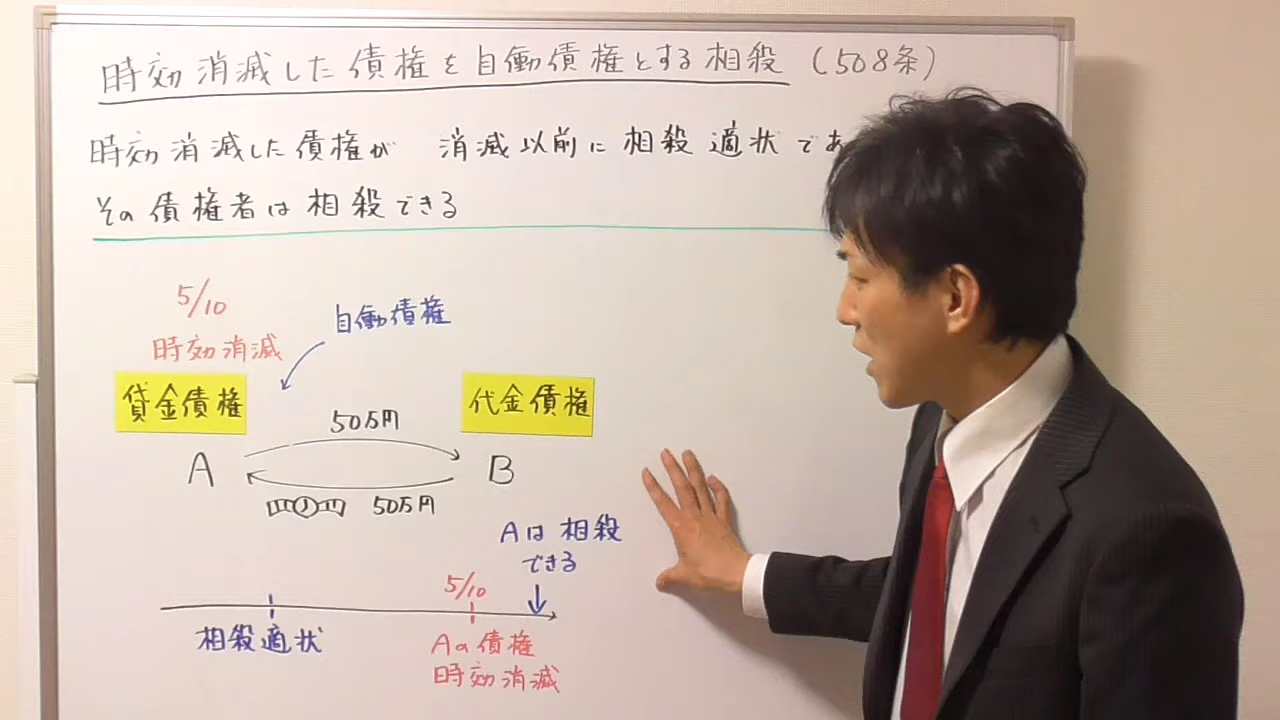 時効消滅した債権を自働債権とする相殺 (508条)
時効消滅した債権が 消滅以前に相殺適状であ
その債権者は相殺できる
5/10
時効消滅
自働債権
貸金債権
代金債権
50万円
A
B
50万円
Aは相殺
できる
5/10
相殺適状
Aの債権
時効消滅